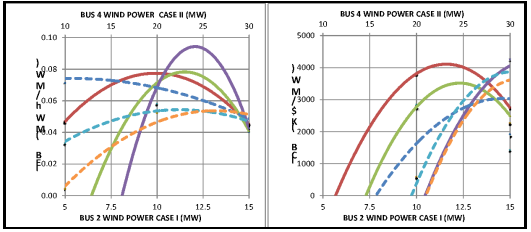 BUS 4 WIND POWER  CASE II (MW)
10 15 20 25 30
0.10
0.08
0.06
0.04
0.02
0.00
5 7.5 10 12.5 15
BUS 2 WIND POWER CASE I (MW)
BUS 4 WIND POWER CASE II (MW)
10 15 20 25 30
5000
4000
3000
2000
1000
0
5 7.5 10 12.5 15
BUS 2 WIND POWER CASE I (MW)